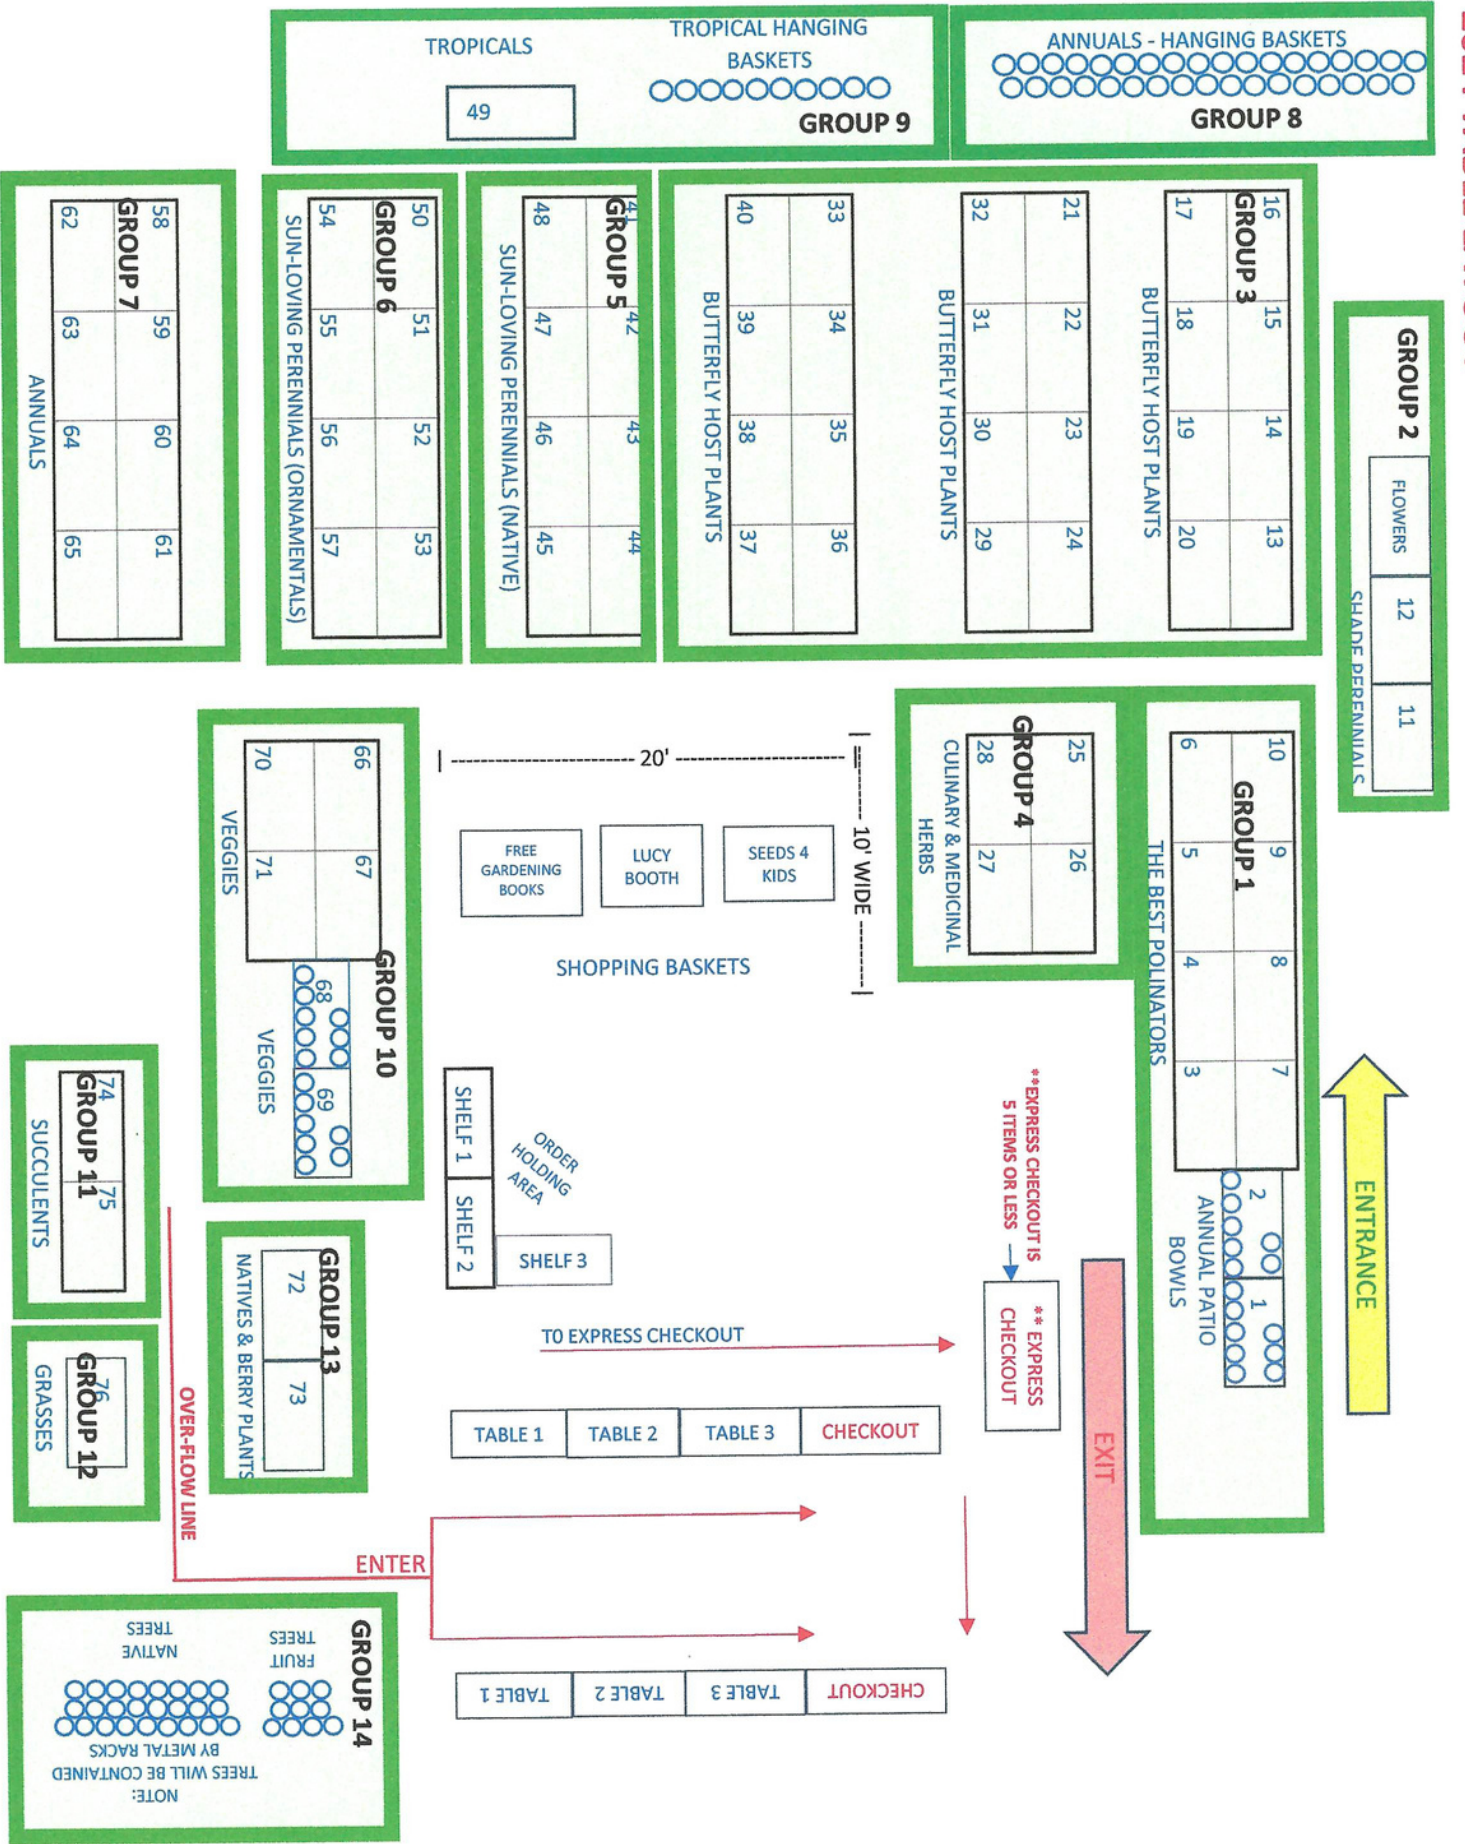 TROPICALS
49
TROPICAL HANGING
BASKETS
GROUP 9
ANNUALS - HANGING BASKETS
GROUP 8
GROUP 7
58
59
60
61
62
63
64
65
ANNUALS
GROUP 6
50
51
52
53
54
55
56
57
SUN-LOVING PERENNIALS (ORNAMENTALS)
GROUP 5
41
42
43
44
48
47
46
45
SUN-LOVING PERENNIALS (NATIVE)
33
34
35
36
40
39
38
37
BUTTERFLY HOST PLANTS
21
22
23
24
32
31
30
29
BUTTERFLY HOST PLANTS
GROUP 3
16
15
14
13
17
18
19
20
BUTTERFLY HOST PLANTS
GROUP 2
FLOWERS
12
11
SHADE PERENNIALS
GROUP 1
10
9
8
7
6
5
4
3
THE BEST POLINATORS
2
1
ANNUAL PATIO
BOWLS
GROUP 4
25
26
28
27
CULINARY & MEDICINAL
HERBS
20'
10' WIDE
FREE
GARDENING
BOOKS
LUCY
BOOTH
SEEDS 4
KIDS
SHOPPING BASKETS
GROUP 10
66
67
70
71
VEGGIES
68
69
VEGGIES
SHELF 1
SHELF 2
SHELF 3
ORDER
HOLDING
AREA
**EXPRESS CHECKOUT IS
5 ITEMS OR LESS
** EXPRESS
CHECKOUT
ENTRANCE
EXIT
TO EXPRESS CHECKOUT
TABLE 1
TABLE 2
TABLE 3
CHECKOUT
GROUP 11
74
75
SUCCULENTS
GROUP 13
72
73
NATIVES & BERRY PLANTS
GROUP 12
76
GRASSES
OVER-FLOW LINE
ENTER
TABLE 1
TABLE 2
TABLE 3
CHECKOUT
GROUP 14
FRUIT
TREES
NATIVE
TREES
NOTE:
TREES WILL BE CONTAINED
BY METAL RACKS